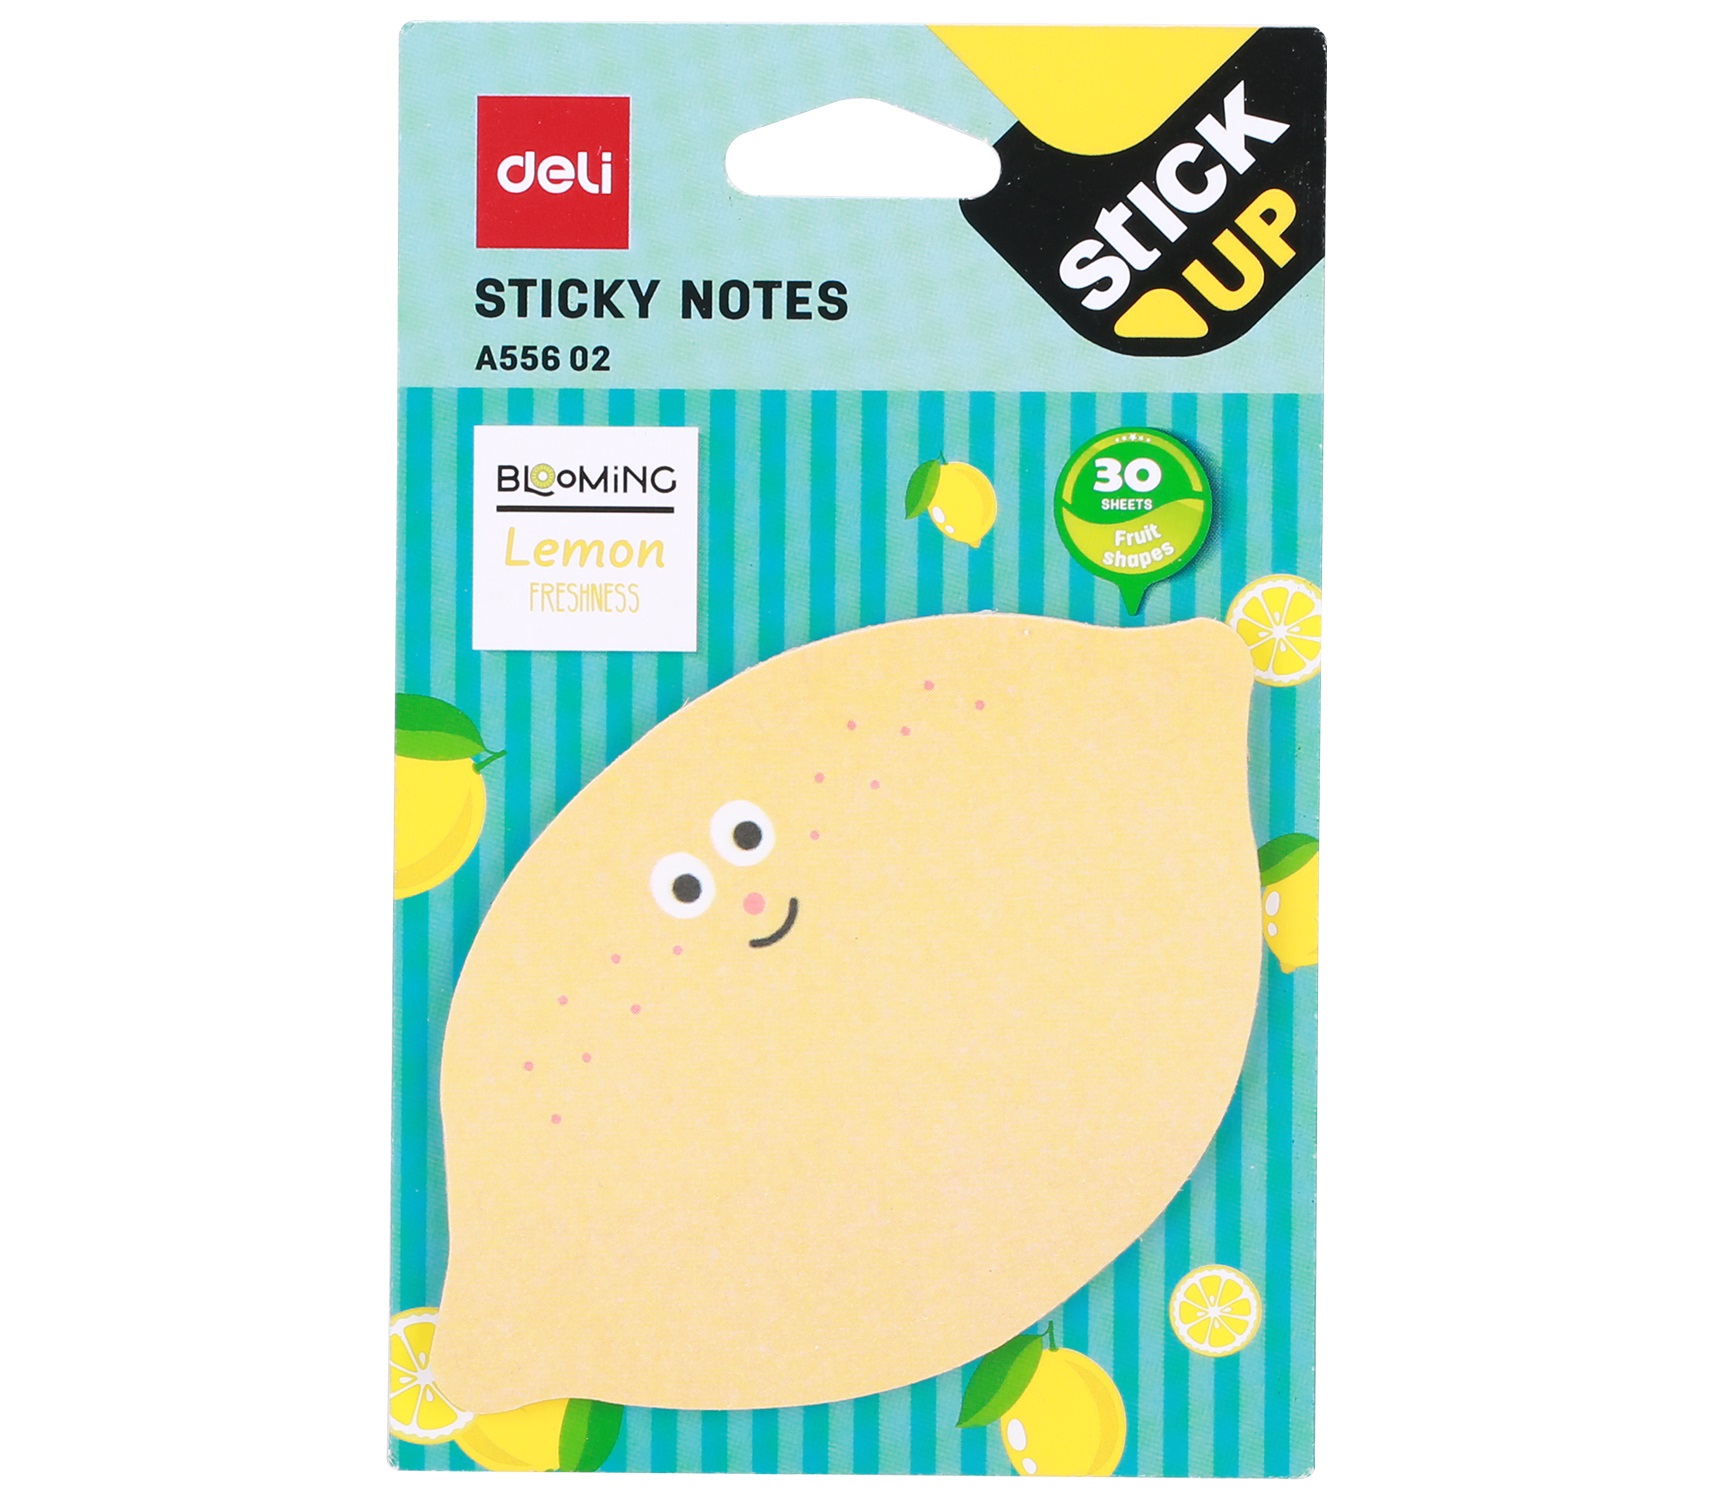 deli
STICK
UP
STICKY NOTES
A556 02
BLOOMING
Lemon
FRESHNESS
30
SHEETS
Fruit
shapes